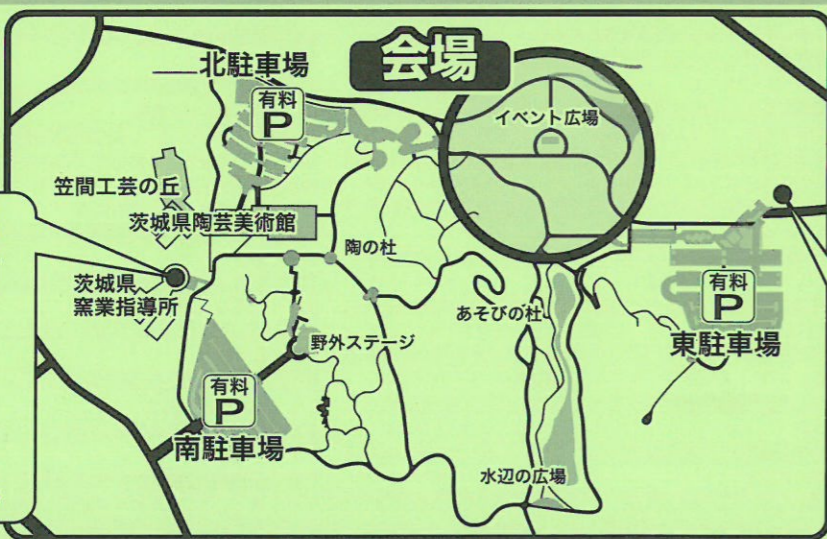 会場
北駐車場
有料
P
イベント広場
笠間工芸の丘
茨城県陶芸美術館
陶の杜
茨城県
窯業指導所
あそびの杜
有料
P
東駐車場
野外ステージ
有料
P
南駐車場
水辺の広場